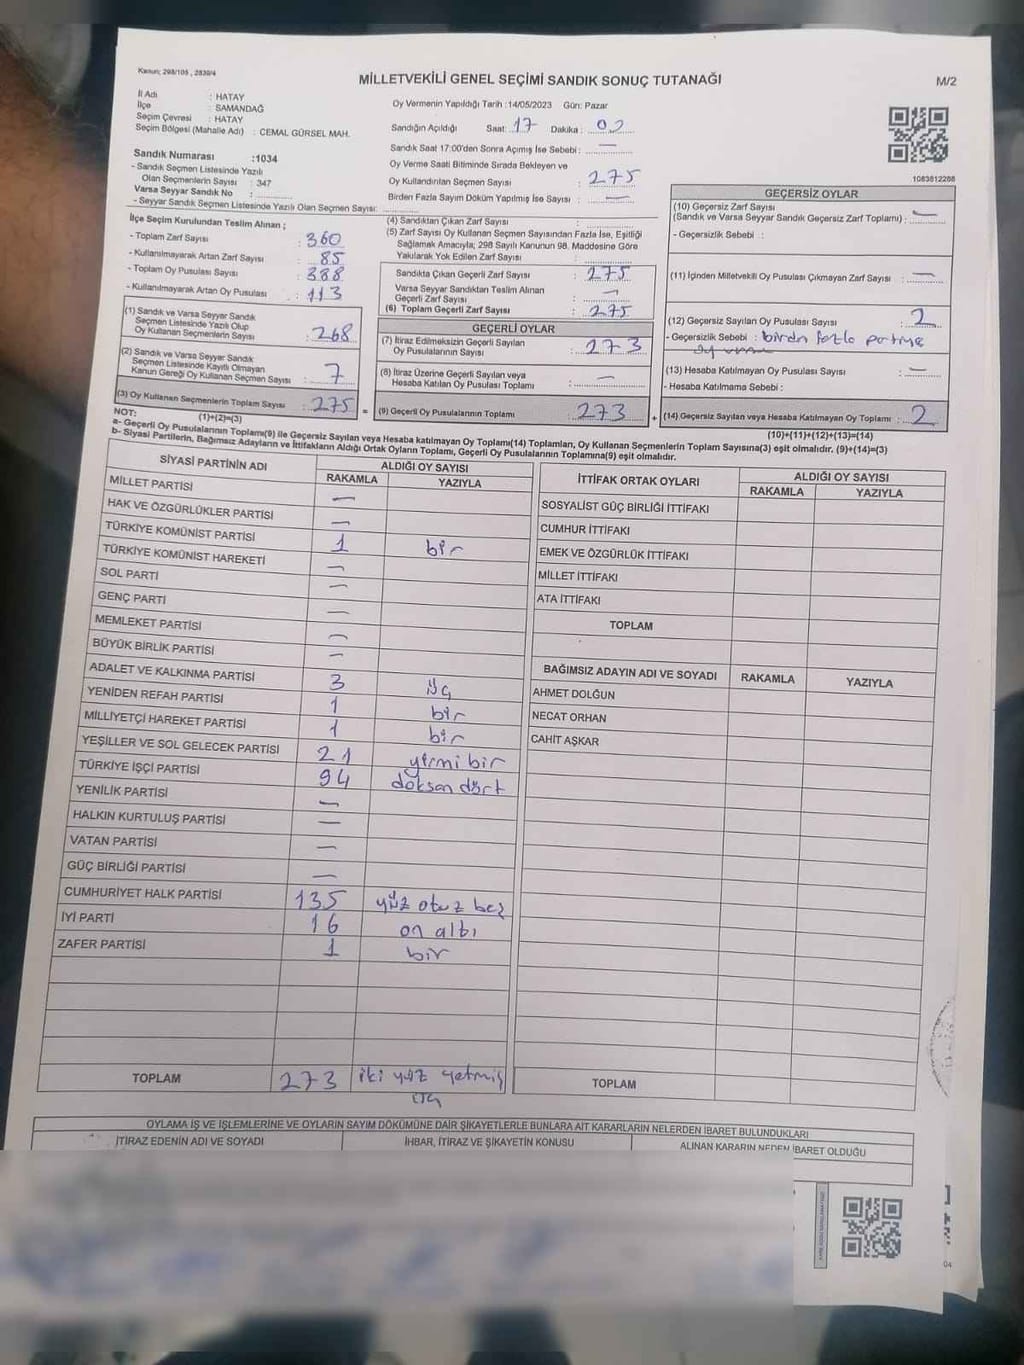 Kanun; 298/105 , 2839/4
MİLLETVEKİLİ GENEL SEÇİMİ SANDIK SONUÇ TUTANAĞI
M/2
İl Adı : HATAY
İlçe : SAMANDAĞ
Seçim Çevresi : HATAY
Seçim Bölgesi (Mahalle Adı) : CEMAL GÜRSEL MAH.
Sandık Numarası :1034
- Sandık Seçmen Listesinde Yazılı
Olan Seçmenlerin Sayısı : 347
Varsa Seyyar Sandık No :
- Seyyar Sandık Seçmen Listesinde Yazılı Olan Seçmen Sayısı:
Oy Vermenin Yapıldığı Tarih :14/05/2023 Gün: Pazar
Sandığın Açıldığı Saat: 17 Dakika : 02
Sandık Saat 17:00'den Sonra Açımış İse Sebebi : —
Oy Verme Saati Bitiminde Sırada Bekleyen ve
Oy Kullandırılan Seçmen Sayısı : 275
Birden Fazla Sayım Döküm Yapılmış İse Sayısı : —
1083812288
İlçe Seçim Kurulundan Teslim Alınan ;
- Toplam Zarf Sayısı : 360
- Kullanılmayarak Artan Zarf Sayısı : 85
- Toplam Oy Pusulası Sayısı : 388
- Kullanılmayarak Artan Oy Pusulası : 113
(1) Sandık ve Varsa Seyyar Sandık
Seçmen Listesinde Yazılı Olup
Oy Kullanan Seçmenlerin Sayısı : 268
(2) Sandık ve Varsa Seyyar Sandık
Seçmen Listesinde Kayıtlı Olmayan
Kanun Gereği Oy Kullanan Seçmen Sayısı : 7
(3) Oy Kullanan Seçmenlerin Toplam Sayısı : 275
(1)+(2)=(3)
(4) Sandıktan Çıkan Zarf Sayısı :
(5) Zarf Sayısı Oy Kullanan Seçmen Sayısından Fazla İse, Eşitliği
Sağlamak Amacıyla; 298 Sayılı Kanunun 98. Maddesine Göre
Yakılarak Yok Edilen Zarf Sayısı :
Sandıkta Çıkan Geçerli Zarf Sayısı : 275
Varsa Seyyar Sandıktan Teslim Alınan
Geçerli Zarf Sayısı : —
(6) Toplam Geçerli Zarf Sayısı : 275
GEÇERLİ OYLAR
(7) İtiraz Edilmeksizin Geçerli Sayılan
Oy Pusulalarının Sayısı : 273
(8) İtiraz Üzerine Geçerli Sayılan veya
Hesaba Katılan Oy Pusulası Toplamı : —
= (9) Geçerli Oy Pusulalarının Toplamı : 273 +
GEÇERSİZ OYLAR
(10) Geçersiz Zarf Sayısı
(Sandık ve Varsa Seyyar Sandık Geçersiz Zarf Toplamı) : —
- Geçersizlik Sebebi :
(11) İçinden Milletvekili Oy Pusulası Çıkmayan Zarf Sayısı : —
(12) Geçersiz Sayılan Oy Pusulası Sayısı : 2
- Geçersizlik Sebebi : birden fazla partiye
oy
(13) Hesaba Katılmayan Oy Pusulası Sayısı : —
- Hesaba Katılmama Sebebi :
(14) Geçersiz Sayılan veya Hesaba Katılmayan Oy Toplamı : 2
(10)+(11)+(12)+(13)=(14)
NOT:
a- Geçerli Oy Pusulalarının Toplamı(9) ile Geçersiz Sayılan veya Hesaba katılmayan Oy Toplamı(14) Toplamları, Oy Kullanan Seçmenlerin Toplam Sayısına(3) eşit olmalıdır. (9)+(14)=(3)
b- Siyasi Partilerin, Bağımsız Adayların ve İttifakların Aldığı Ortak Oyların Toplamı, Geçerli Oy Pusulalarının Toplamına(9) eşit olmalıdır.
SİYASİ PARTİNİN ADI ALDIĞI OY SAYISI
RAKAMLA YAZIYLA
MİLLET PARTİSİ —
HAK VE ÖZGÜRLÜKLER PARTİSİ —
TÜRKİYE KOMÜNİST PARTİSİ 1 bir
TÜRKİYE KOMÜNİST HAREKETİ —
SOL PARTİ —
GENÇ PARTİ —
MEMLEKET PARTİSİ —
BÜYÜK BİRLİK PARTİSİ —
ADALET VE KALKINMA PARTİSİ 3 üç
YENİDEN REFAH PARTİSİ 1 bir
MİLLİYETÇİ HAREKET PARTİSİ 1 bir
YEŞİLLER VE SOL GELECEK PARTİSİ 21 yirmi bir
TÜRKİYE İŞÇİ PARTİSİ 94 doksan dört
YENİLİK PARTİSİ —
HALKIN KURTULUŞ PARTİSİ —
VATAN PARTİSİ —
GÜÇ BİRLİĞİ PARTİSİ —
CUMHURİYET HALK PARTİSİ 135 yüz otuz beş
İYİ PARTİ 16 on altı
ZAFER PARTİSİ 1 bir
TOPLAM 273 iki yüz yetmiş
üç
İTTİFAK ORTAK OYLARI ALDIĞI OY SAYISI
RAKAMLA YAZIYLA
SOSYALİST GÜÇ BİRLİĞİ İTTİFAKI
CUMHUR İTTİFAKI
EMEK VE ÖZGÜRLÜK İTTİFAKI
MİLLET İTTİFAKI
ATA İTTİFAKI
TOPLAM
BAĞIMSIZ ADAYIN ADI VE SOYADI RAKAMLA YAZIYLA
AHMET DOLĞUN
NECAT ORHAN
CAHİT AŞKAR
TOPLAM
OYLAMA İŞ VE İŞLEMLERİNE VE OYLARIN SAYIM DÖKÜMÜNE DAİR ŞİKAYETLERLE BUNLARA AİT KARARLARIN NELERDEN İBARET BULUNDUKLARI
İTİRAZ EDENİN ADI VE SOYADI İHBAR, İTİRAZ VE ŞİKAYETİN KONUSU ALINAN KARARIN NEDEN İBARET OLDUĞU
04